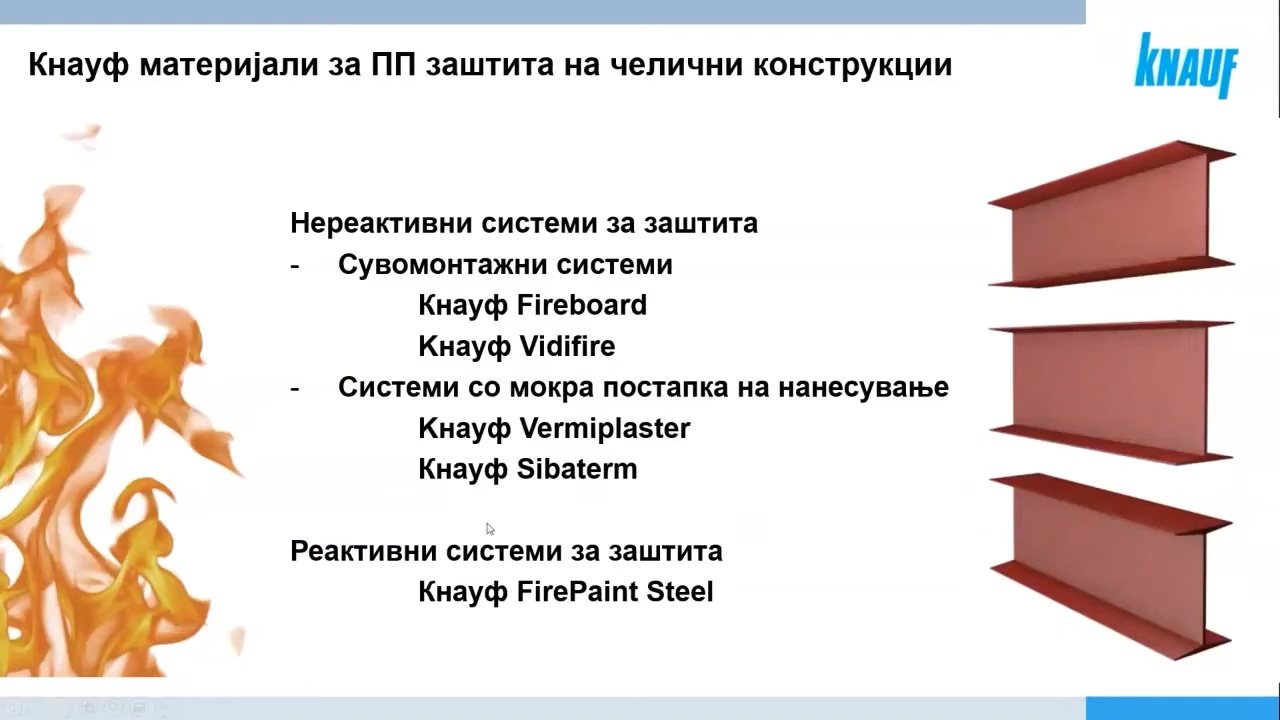 Кнауф материјали за ПП заштита на челични конструкции
KNAUF
Нереактивни системи за заштита
- Сувомонтажни системи
Кнауф Fireboard
Кнауф Vidifire
- Системи со мокра постапка на нанесување
Кнауф Vermiplaster
Кнауф Sibaterm
Реактивни системи за заштита
Кнауф FirePaint Steel